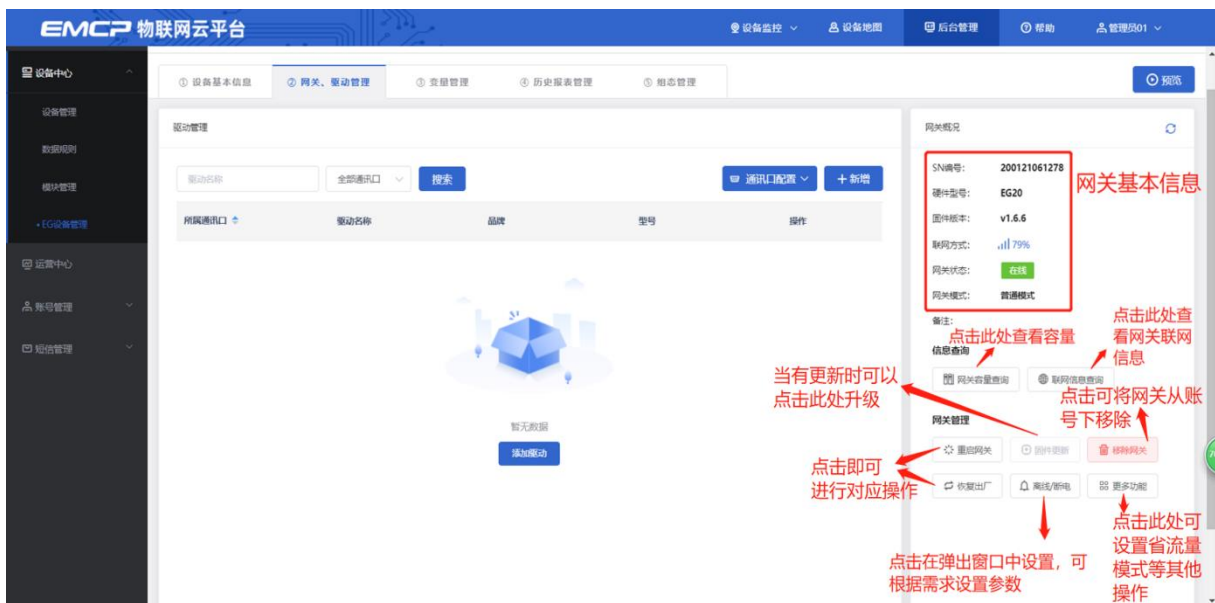 EMCP 物联网云平台
设备监控
设备地图
后台管理
帮助
管理员01
设备中心
设备管理
数据规则
模块管理
EG设备管理
运营中心
账号管理
短信管理
① 设备基本信息
② 网关、驱动管理
③ 变量管理
④ 历史报表管理
⑤ 组态管理
预览
驱动管理
驱动名称
全部通讯口
搜索
通讯口配置
+ 新增
所属通讯口
驱动名称
品牌
型号
操作
暂无数据
添加驱动
网关概况
SN编号: 200121061278
硬件型号: EG20
固件版本: v1.6.6
联网方式: 79%
网关状态: 在线
网关模式: 普通模式
网关基本信息
备注:
点击此处查看容量
点击此处查
看网关联网
信息
信息查询
网关容量查询
联网信息查询
当有更新时可以
点击此处升级
点击可将网关从账
号下移除
网关管理
重启网关
固件更新
移除网关
点击即可
进行对应操作
恢复出厂
离线/断电
更多功能
点击在弹出窗口中设置，可
根据需求设置参数
点击此处可
设置省流量
模式等其他
操作